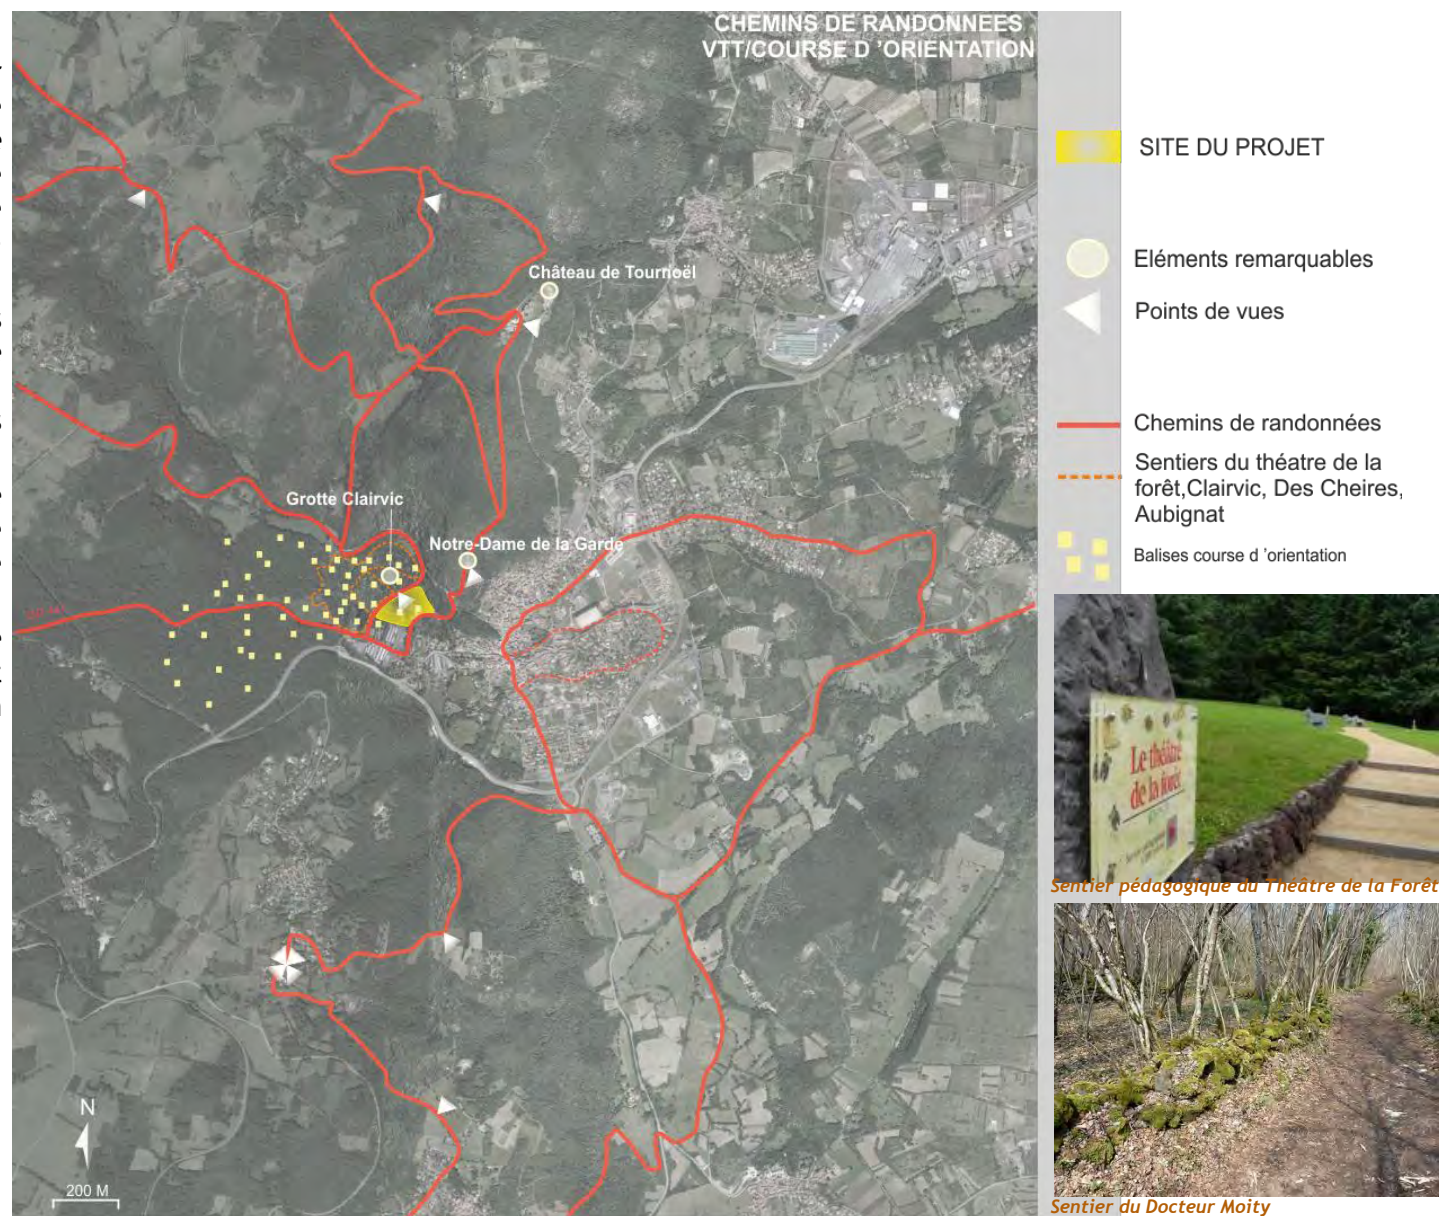 CHEMINS DE RANDONNEES
VTT/COURSE D 'ORIENTATION
SITE DU PROJET
Eléments remarquables
Points de vues
Chemins de randonnées
Sentiers du théatre de la
forêt,Clairvic, Des Cheires,
Aubignat
Balises course d 'orientation
Château de Tournoël
Grotte Clairvic
Notre-Dame de la Garde
N
200 M
Le théâtre
de la forêt
Sentier pédagogique du Théâtre de la Forêt
Sentier du Docteur Moity